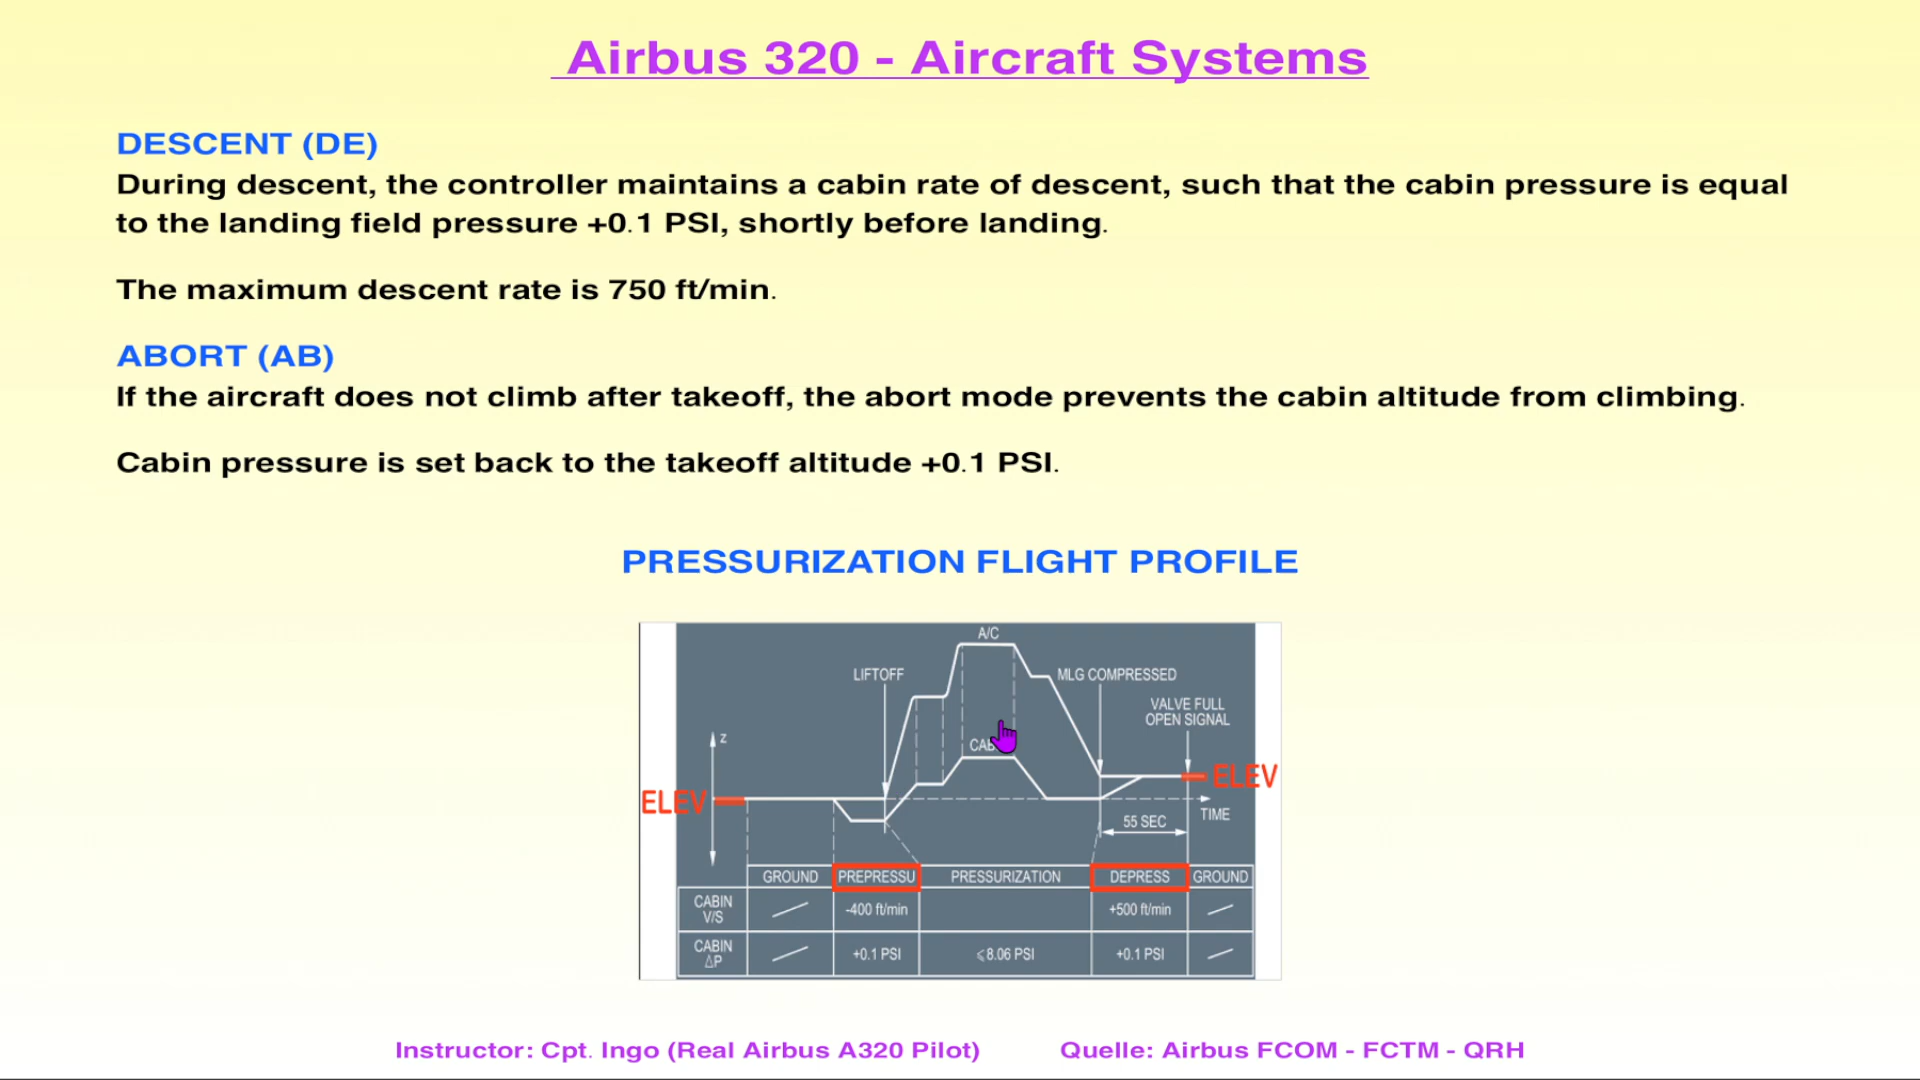 Airbus 320 - Aircraft Systems
DESCENT (DE)
During descent, the controller maintains a cabin rate of descent, such that the cabin pressure is equal
to the landing field pressure +0.1 PSI, shortly before landing.
The maximum descent rate is 750 ft/min.
ABORT (AB)
If the aircraft does not climb after takeoff, the abort mode prevents the cabin altitude from climbing.
Cabin pressure is set back to the takeoff altitude +0.1 PSI.
PRESSURIZATION FLIGHT PROFILE
A/C
LIFTOFF
MLG COMPRESSED
VALVE FULL
OPEN SIGNAL
z
ELEV
ELEV
TIME
55 SEC
GROUND PREPRESSU PRESSURIZATION DEPRESS GROUND
CABIN
V/S
-400 ft/min +500 ft/min
CABIN
ΔP
+0.1 PSI ⩽8.06 PSI +0.1 PSI
Instructor: Cpt. Ingo (Real Airbus A320 Pilot) Quelle: Airbus FCOM - FCTM - QRH